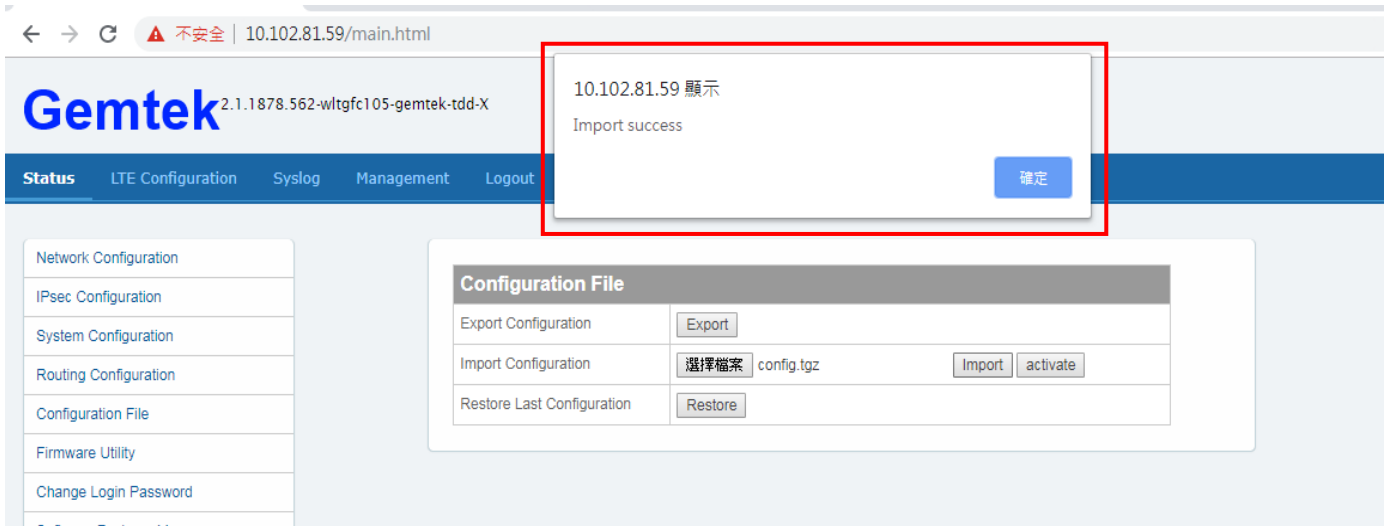 不安全 | 10.102.81.59/main.html
10.102.81.59 顯示
Import success
確定
Gemtek 2.1.1878.562-wltgfc105-gemtek-tdd-X
Status LTE Configuration Syslog Management Logout
Network Configuration
IPsec Configuration
System Configuration
Routing Configuration
Configuration File
Firmware Utility
Change Login Password
Configuration File
Export Configuration Export
Import Configuration 選擇檔案 config.tgz Import activate
Restore Last Configuration Restore